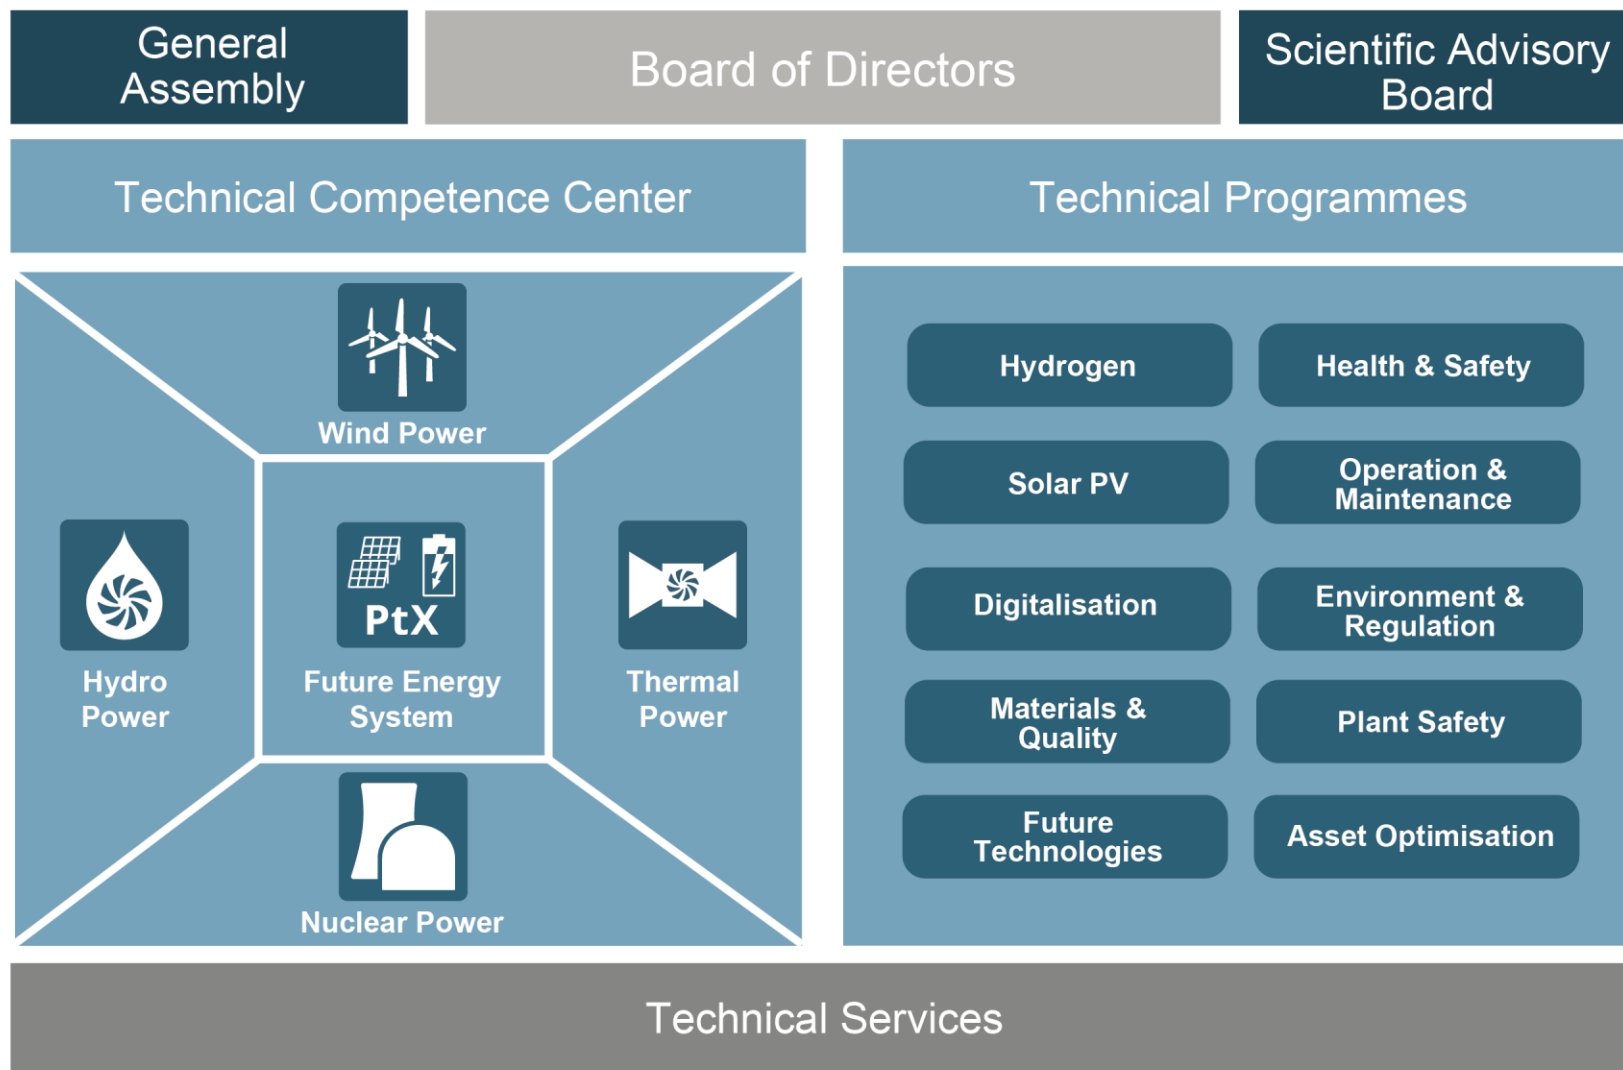 General
Assembly
Board of Directors
Scientific Advisory
Board
Technical Competence Center
Technical Programmes
Wind Power
Hydro
Power
PtX
Future Energy
System
Thermal
Power
Nuclear Power
Hydrogen
Health & Safety
Solar PV
Operation &
Maintenance
Digitalisation
Environment &
Regulation
Materials &
Quality
Plant Safety
Future
Technologies
Asset Optimisation
Technical Services